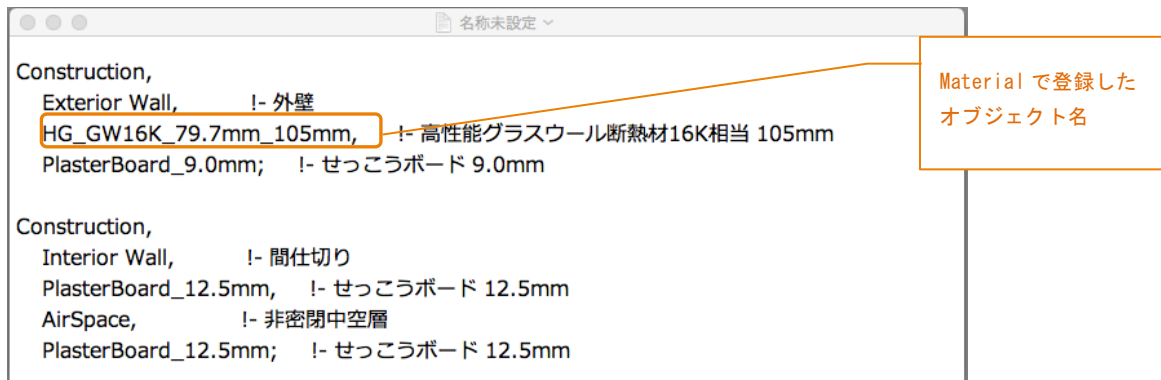 名称未設定
Construction,
Exterior Wall, !- 外壁
HG_GW16K_79.7mm_105mm, !- 高性能グラスウール断熱材16K相当 105mm
PlasterBoard_9.0mm; !- せっこうボード 9.0mm
Construction,
Interior Wall, !- 間仕切り
PlasterBoard_12.5mm, !- せっこうボード 12.5mm
AirSpace, !- 非密閉中空層
PlasterBoard_12.5mm; !- せっこうボード 12.5mm
Material で登録した
オブジェクト名